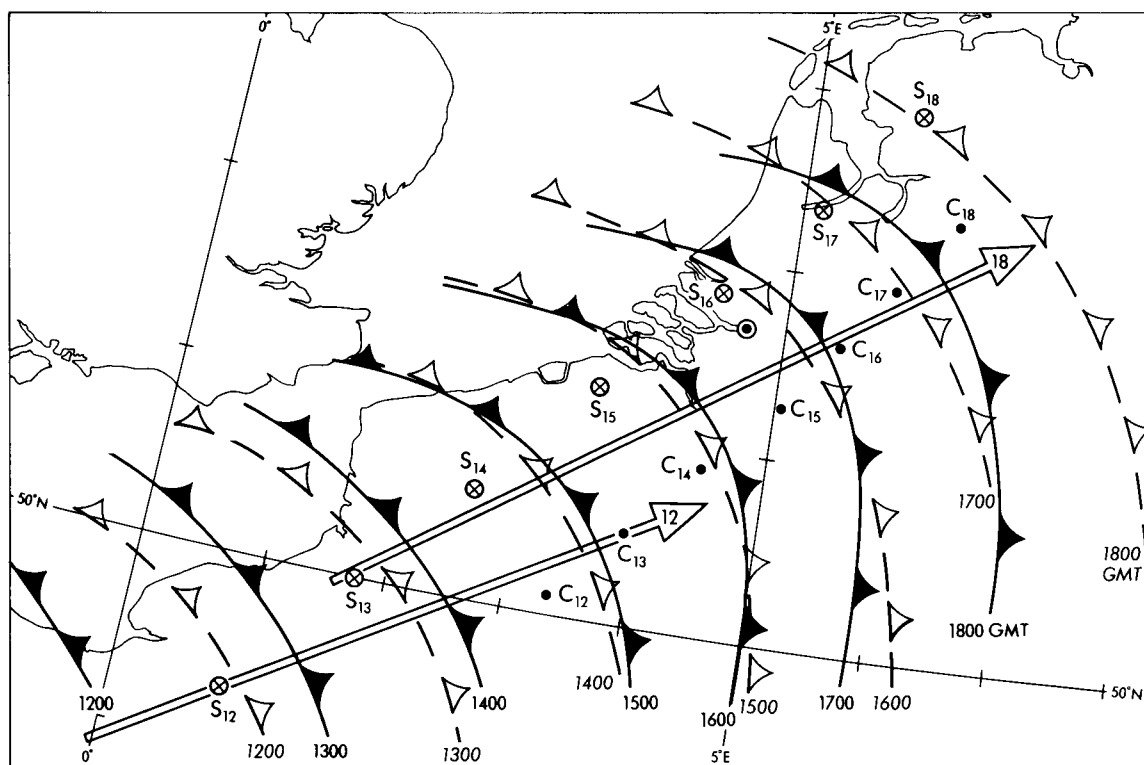 0°
5°E
S₁₈
C₁₈
S₁₇
18
C₁₇
S₁₆
C₁₆
S₁₅
C₁₅
S₁₄
C₁₄
50°N
1700
12
C₁₃
1800
GMT
S₁₃
C₁₂
1800 GMT
S₁₂
1200
1400
1400
1500
1700
1600
50°N
1600
1500
0°
1200
1300
1300
5°E